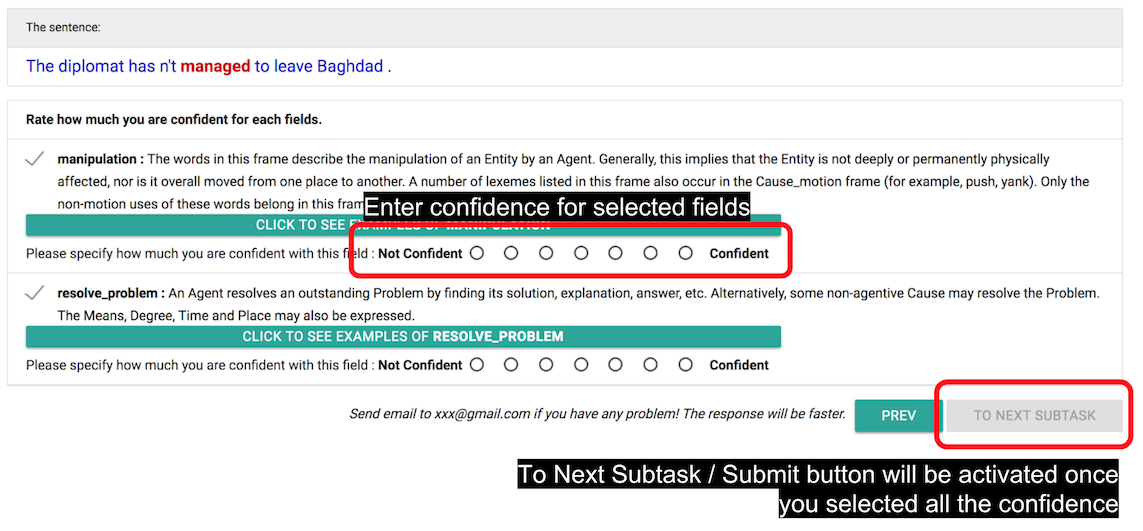 The sentence:
The diplomat has n't managed to leave Baghdad .
Rate how much you are confident for each fields.
manipulation : The words in this frame describe the manipulation of an Entity by an Agent. Generally, this implies that the Entity is not deeply or permanently physically
affected, nor is it overall moved from one place to another. A number of lexemes listed in this frame also occur in the Cause_motion frame (for example, push, yank). Only the
non-motion uses of these words belong in this fram
Enter confidence for selected fields
CLICK TO SEE EXAMPLES OF MANIPULATION
Please specify how much you are confident with this field : Not Confident Confident
resolve_problem : An Agent resolves an outstanding Problem by finding its solution, explanation, answer, etc. Alternatively, some non-agentive Cause may resolve the Problem.
The Means, Degree, Time and Place may also be expressed.
CLICK TO SEE EXAMPLES OF RESOLVE_PROBLEM
Please specify how much you are confident with this field : Not Confident Confident
Send email to xxx@gmail.com if you have any problem! The response will be faster.
PREV
TO NEXT SUBTASK
To Next Subtask / Submit button will be activated once
you selected all the confidence